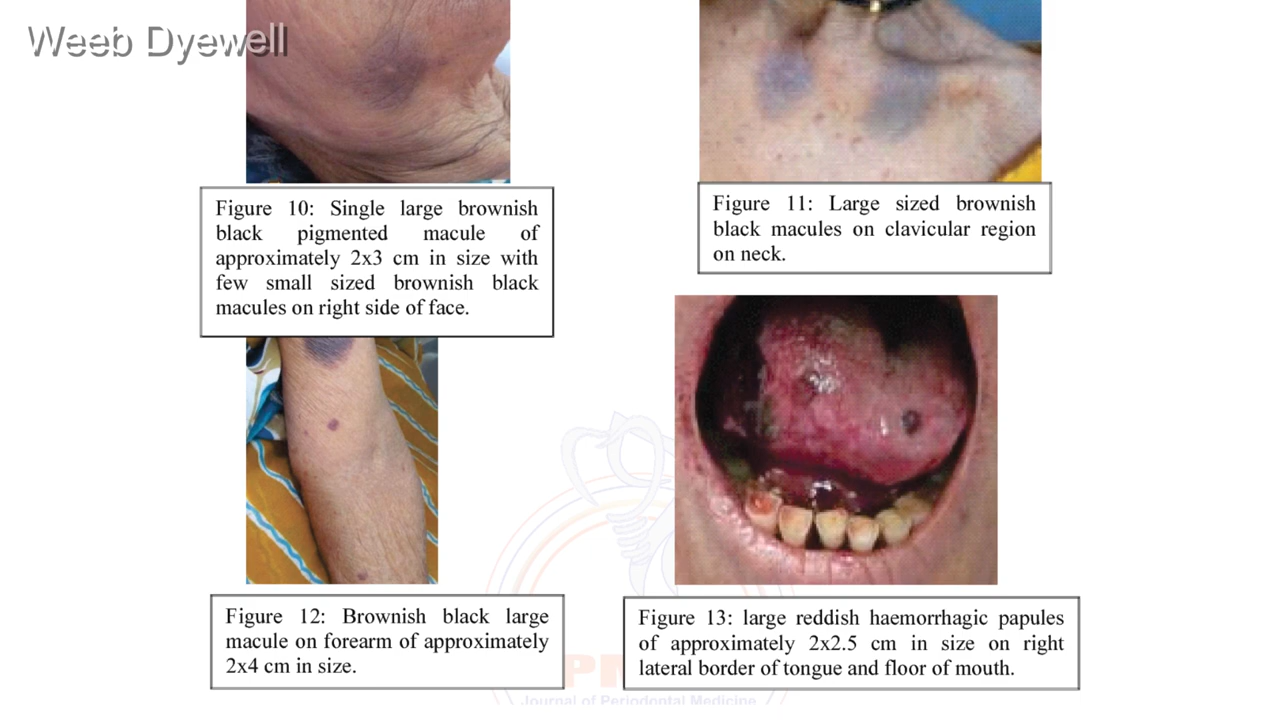 Weeb Dyewell
Figure 10: Single large brownish
black pigmented macule of
approximately 2x3 cm in size with
few small sized brownish black
macules on right side of face.
Figure 11: Large sized brownish
black macules on clavicular region
on neck.
Figure 12: Brownish black large
macule on forearm of approximately
2x4 cm in size.
Figure 13: large reddish haemorrhagic papules
of approximately 2x2.5 cm in size on right
lateral border of tongue and floor of mouth.
Journal of Periodontal Medicine